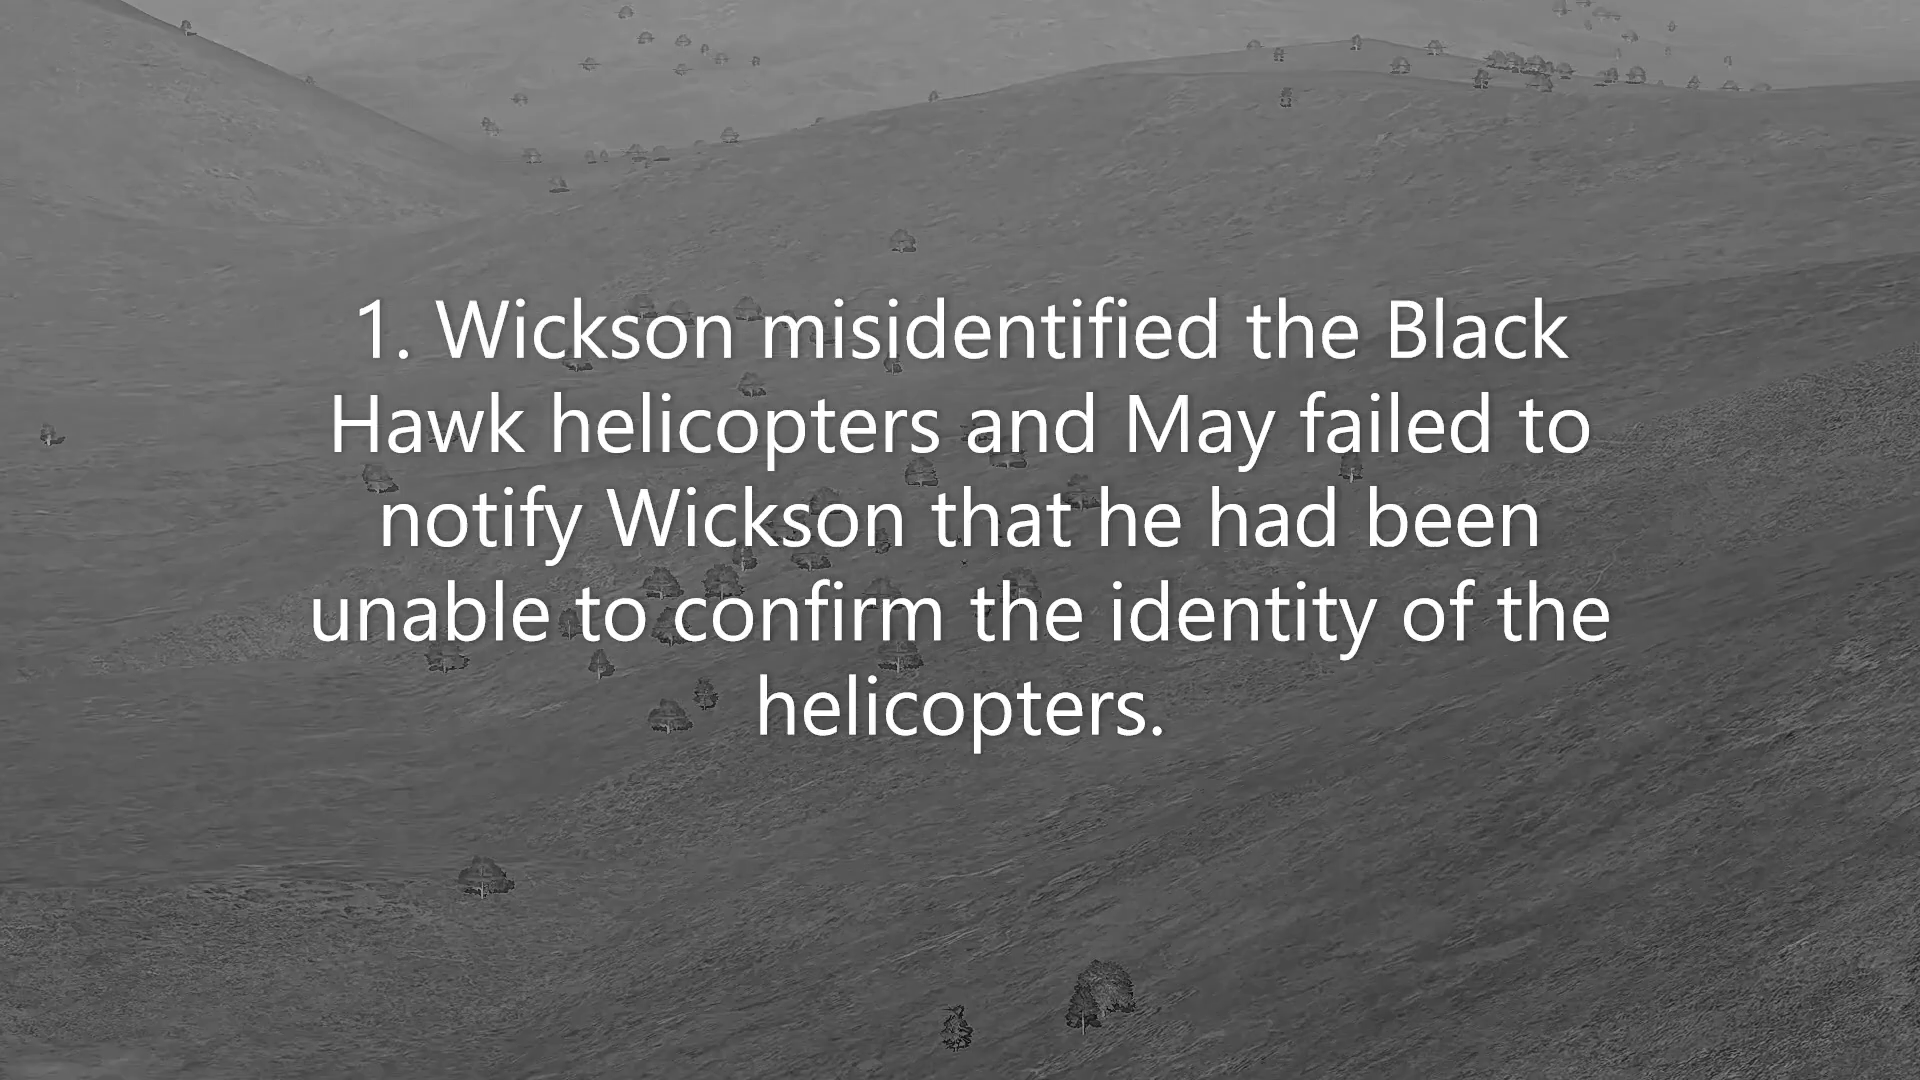 1. Wickson misidentified the Black
Hawk helicopters and May failed to
notify Wickson that he had been
unable to confirm the identity of the
helicopters.